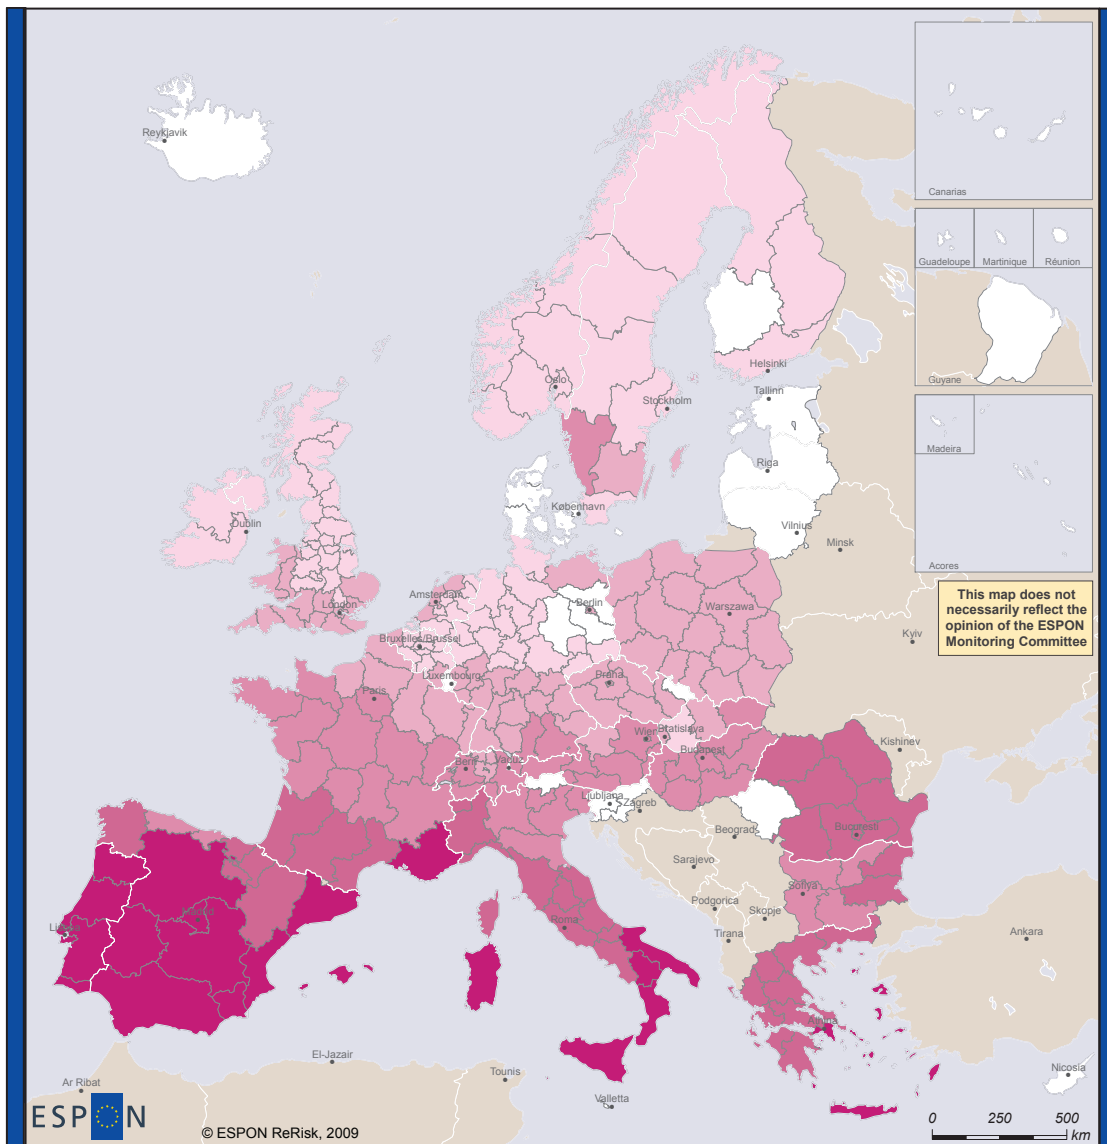 Reykjavik
Canarias
Guadeloupe
Martinique
Réunion
Guyane
Helsinki
Tallinn
Oslo
Stockholm
Madeira
Riga
København
Dublin
Vilnius
Minsk
Acores
This map does not
necessarily reflect the
opinion of the ESPON
Monitoring Committee
Amsterdam
London
Berlin
Warszawa
Kyiv
Bruxelles/Brussel
Luxembourg
Praha
Paris
Wien
Bratislava
Kishinev
Budapest
Bern
Vaduz
Ljubljana
Zagreb
Beograd
Bucuresti
Sarajevo
Sofiya
Podgorica
Skopje
Madrid
Roma
Lisboa
Tirana
Ankara
Athina
El-Jazair
Tounis
Nicosia
Ar Ribat
Valletta
ESPON
© ESPON ReRisk, 2009
0 250 500
km